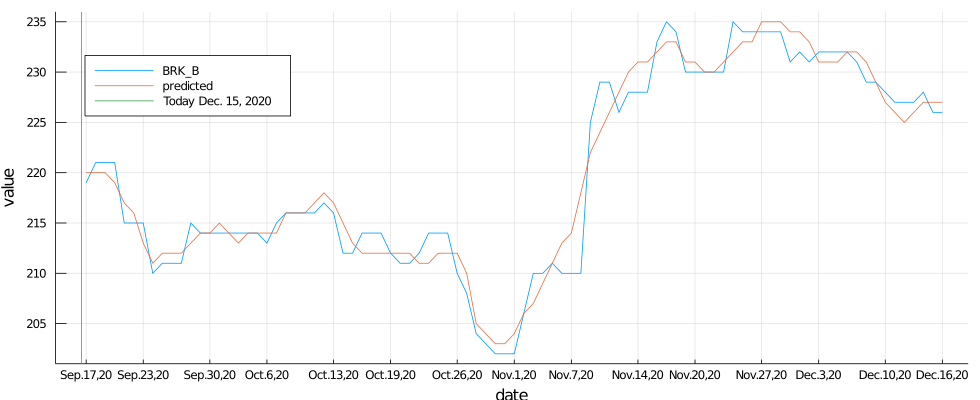 235
230
225
220
215
210
205
value
BRK_B
predicted
Today Dec. 15, 2020
Sep.17,20 Sep.23,20 Sep.30,20 Oct.6,20 Oct.13,20 Oct.19,20 Oct.26,20 Nov.1,20 Nov.7,20 Nov.14,20 Nov.20,20 Nov.27,20 Dec.3,20 Dec.10,20 Dec.16,20
date